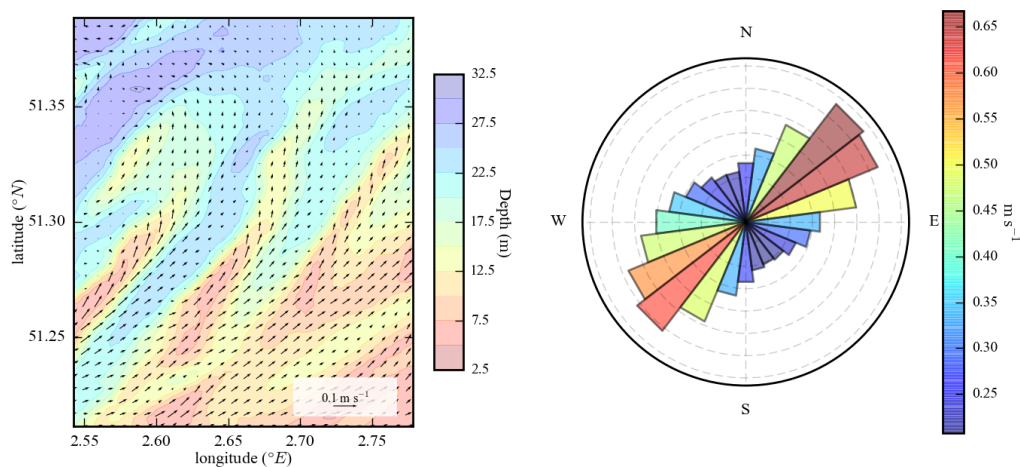 51.35
51.30
51.25
latitude (°N)
2.55 2.60 2.65 2.70 2.75
longitude (°E)
0.1 m s⁻¹
32.5
27.5
22.5
17.5
12.5
7.5
2.5
Depth (m)
N
W
E
S
0.65
0.60
0.55
0.50
0.45
0.40
0.35
0.30
0.25
m s⁻¹